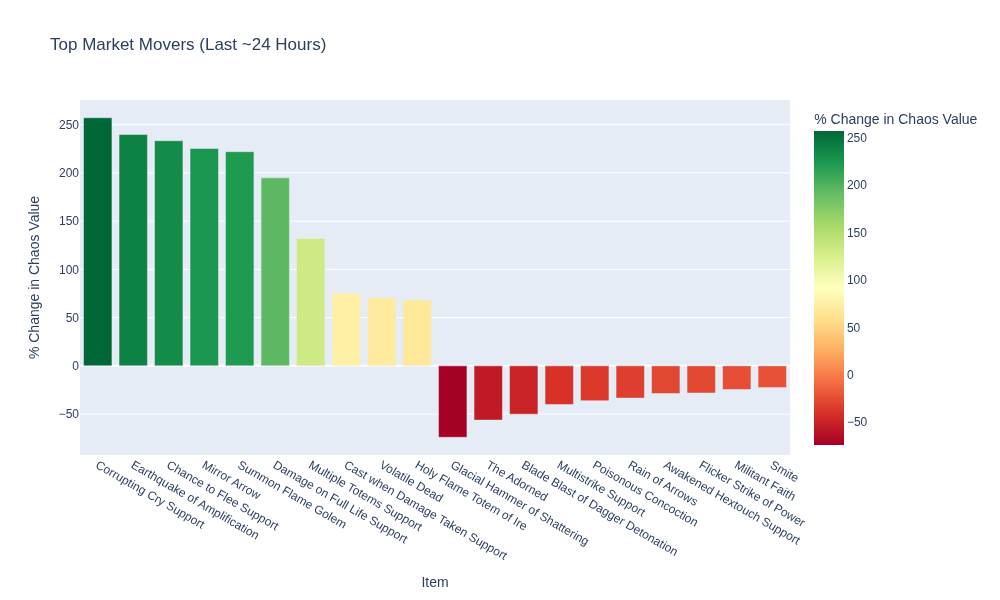 Top Market Movers (Last ~24 Hours)
% Change in Chaos Value
250
200
150
100
50
0
−50
% Change in Chaos Value
250
200
150
100
50
0
−50
Corrupting Cry Support
Earthquake of Amplification
Chance to Flee Support
Mirror Arrow
Summon Flame Golem
Damage on Full Life Support
Multiple Totems Support
Cast when Damage Taken Support
Volatile Dead
Holy Flame Totem of Ire
Glacial Hammer of Shattering
The Adorned
Blade Blast of Dagger Detonation
Multistrike Support
Poisonous Concoction
Rain of Arrows
Awakened Hextouch Support
Flicker Strike of Power
Militant Faith
Smite
Item